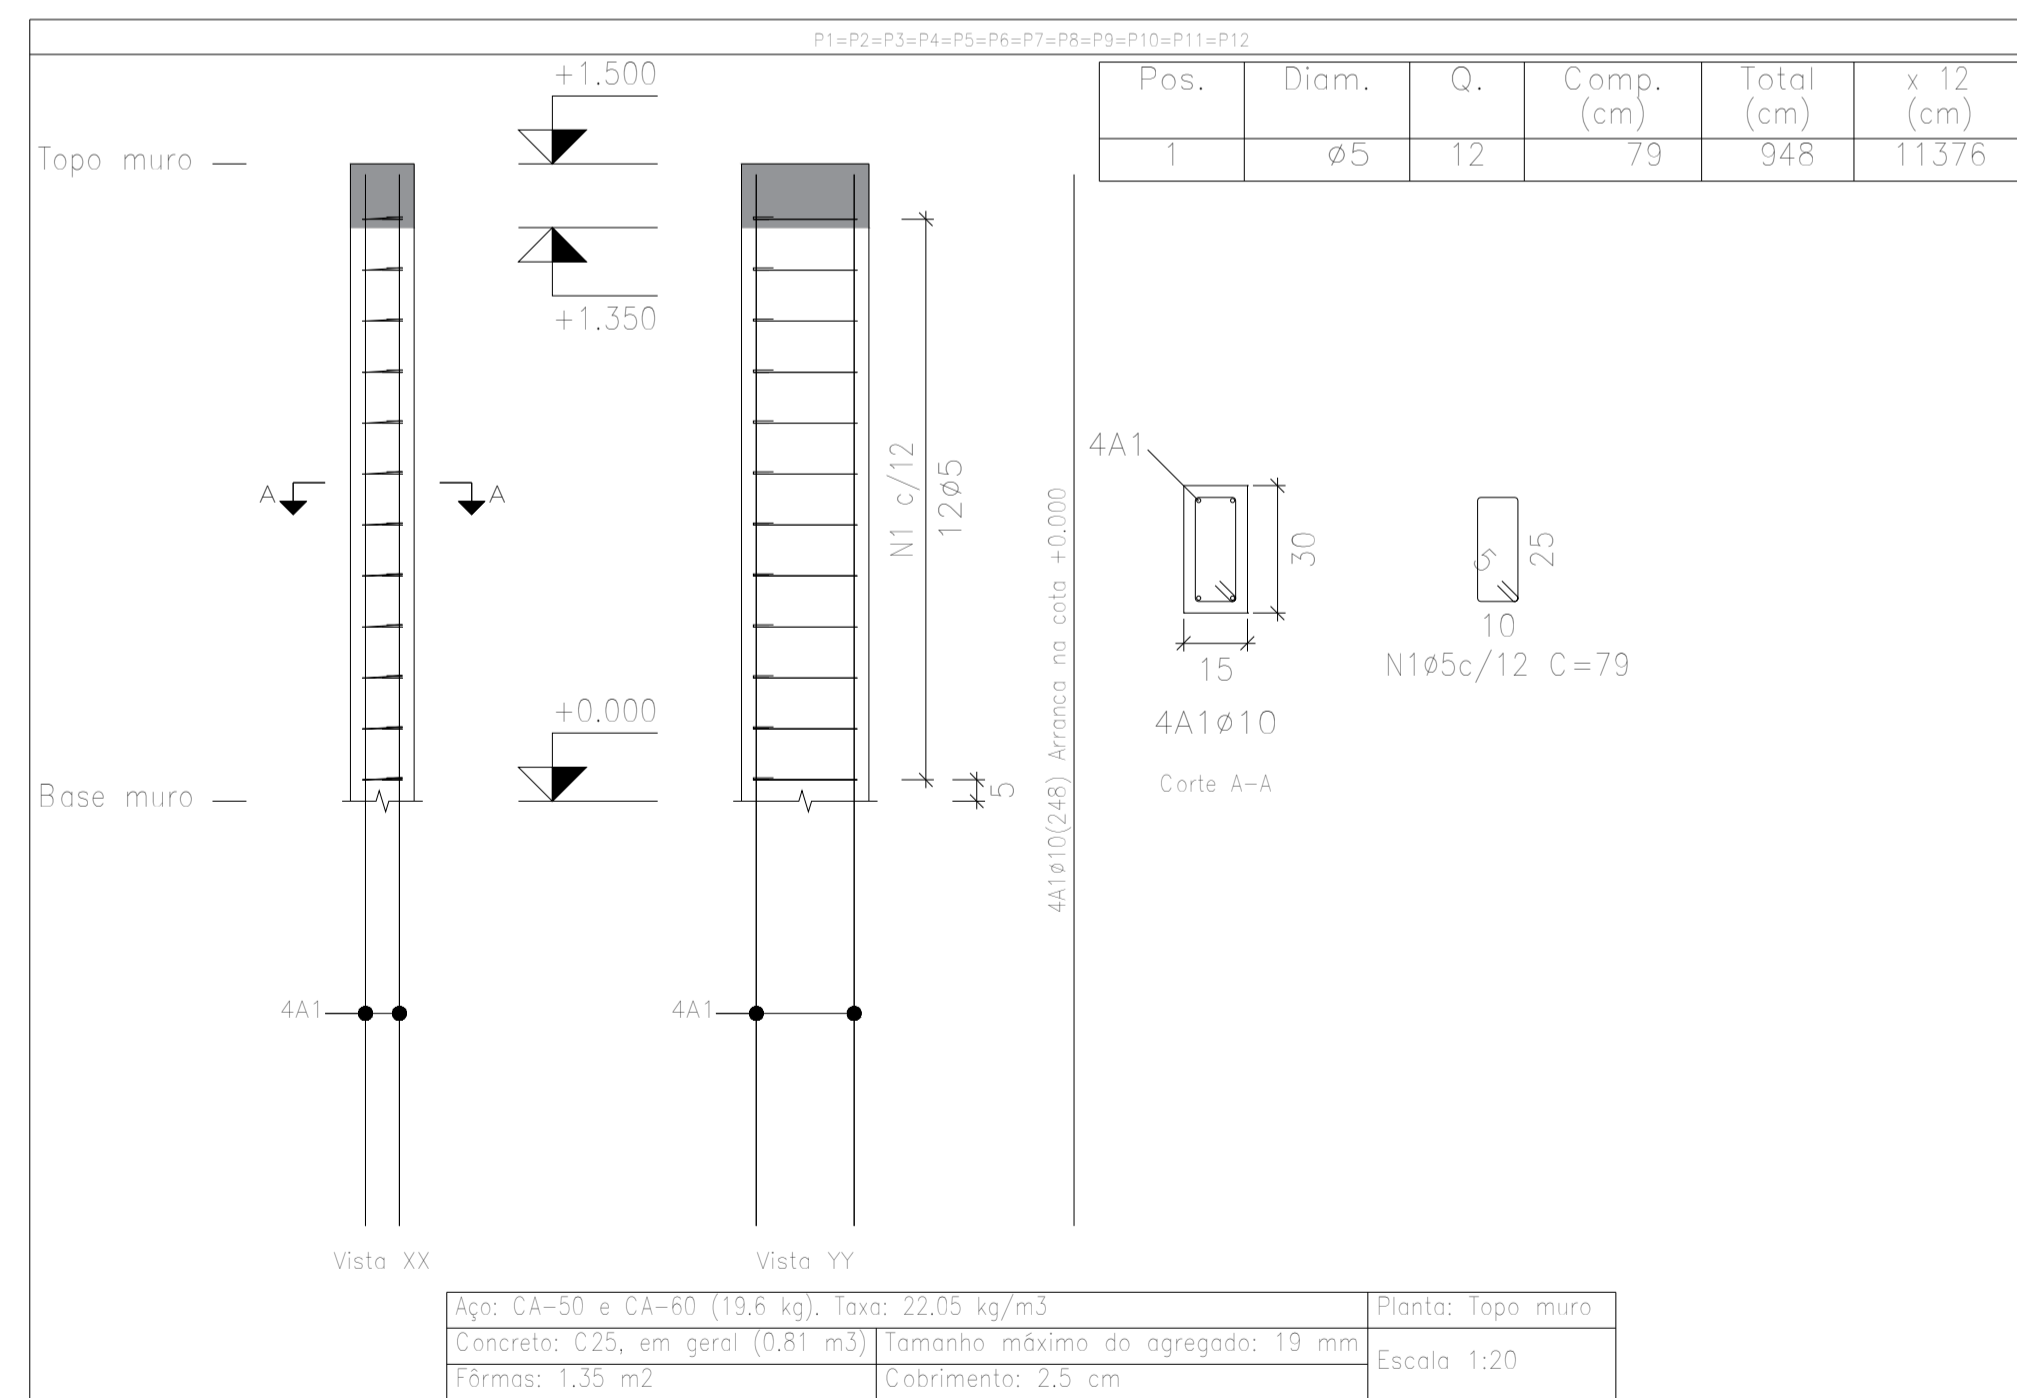 P1=P2=P3=P4=P5=P6=P7=P8=P9=P10=P11=P12
Pos. Diam. Q. Comp. (cm) Total (cm) x 12 (cm)
1 ø5 12 79 948 11376
+1.500
Topo muro
+1.350
A A
N1 c/12
12ø5
+0.000
Base muro
5
4A1ø10(248) Arranca na cota +0.000
4A1
30
15
4A1ø10
Corte A-A
5
25
10
N1ø5c/12 C=79
4A1
4A1
Vista XX
Vista YY
Aço: CA-50 e CA-60 (19.6 kg). Taxa: 22.05 kg/m3
Planta: Topo muro
Concreto: C25, em geral (0.81 m3)
Tamanho máximo do agregado: 19 mm
Escala 1:20
Fôrmas: 1.35 m2
Cobrimento: 2.5 cm